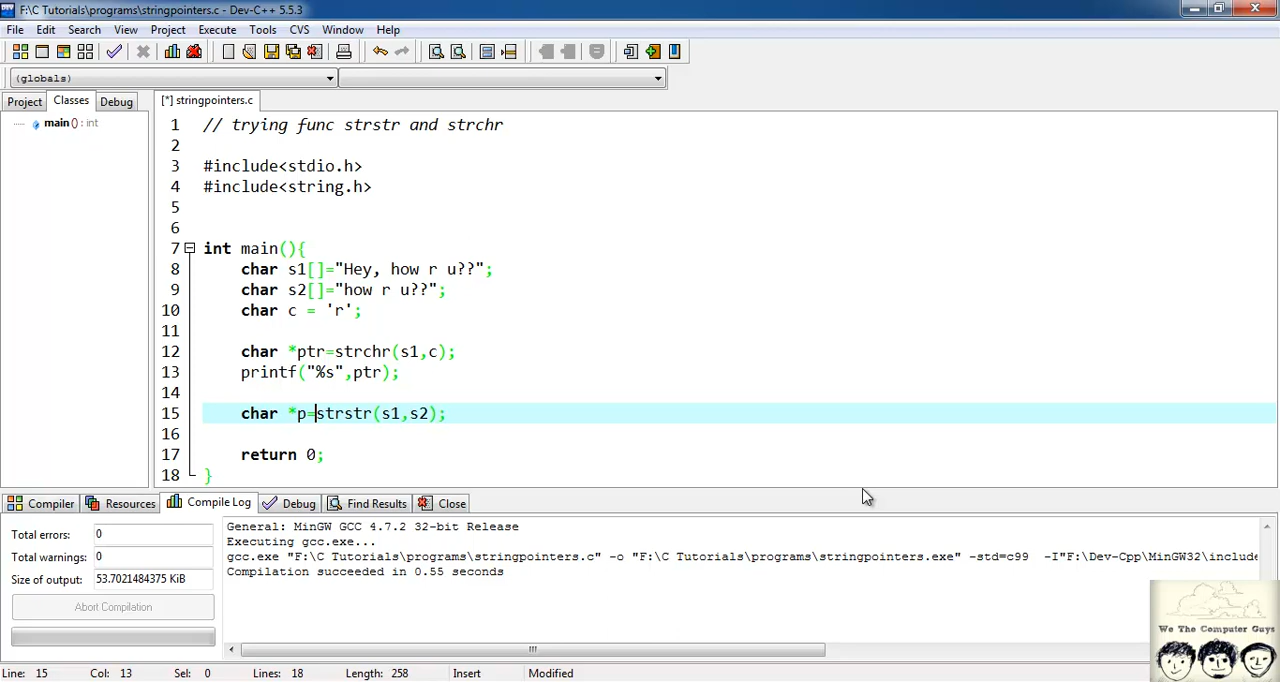 F:\C Tutorials\programs\stringpointers.c - Dev-C++ 5.5.3
File Edit Search View Project Execute Tools CVS Window Help
(globals)
Project Classes Debug
[*] stringpointers.c
main () : int
1 // trying func strstr and strchr
2
3 #include<stdio.h>
4 #include<string.h>
5
6
7 int main(){
8 char s1[]="Hey, how r u??";
9 char s2[]="how r u??";
10 char c = 'r';
11
12 char *ptr=strchr(s1,c);
13 printf("%s",ptr);
14
15 char *p=strstr(s1,s2);
16
17 return 0;
18 }
Compiler Resources Compile Log Debug Find Results Close
Total errors: 0
Total warnings: 0
Size of output: 53.7021484375 KiB
Abort Compilation
General: MinGW GCC 4.7.2 32-bit Release
Executing gcc.exe...
gcc.exe "F:\C Tutorials\programs\stringpointers.c" -o "F:\C Tutorials\programs\stringpointers.exe" -std=c99 -I"F:\Dev-Cpp\MinGW32\include
Compilation succeeded in 0.55 seconds
We The Computer Guys
Line: 15 Col: 13 Sel: 0 Lines: 18 Length: 258 Insert Modified